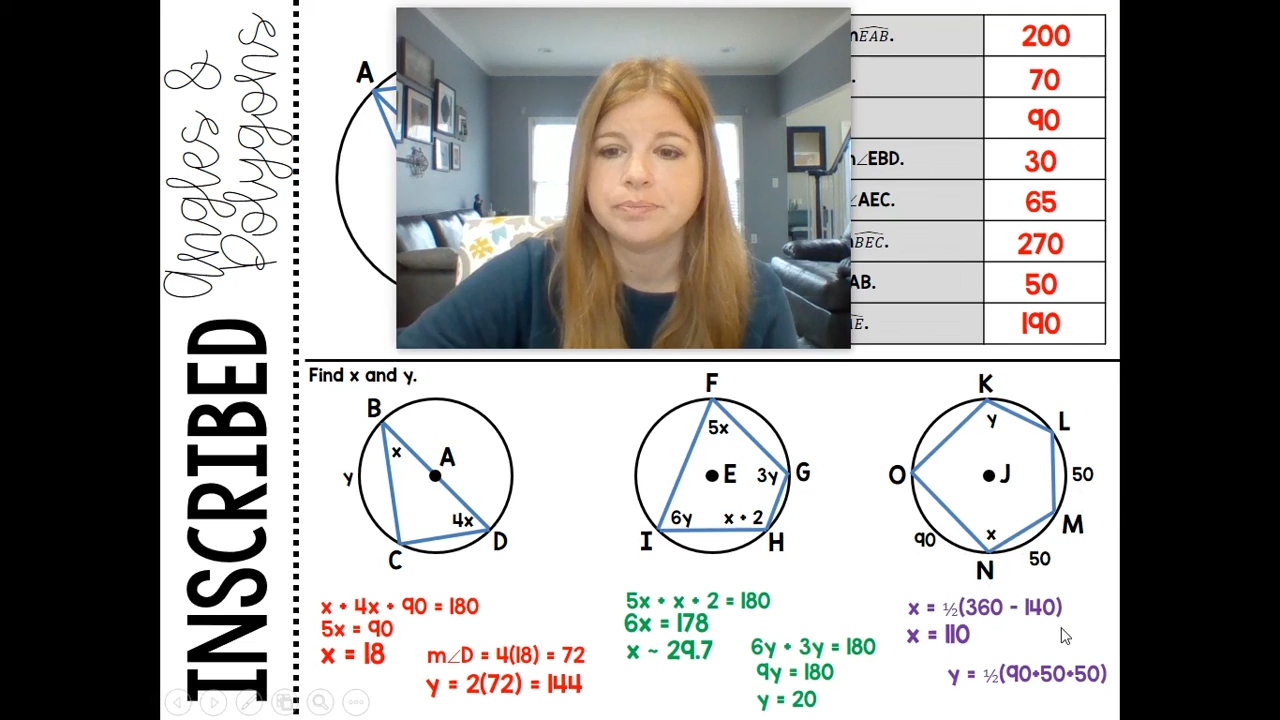 INSCRIBED
Angles &
Polygons
A
EAB.
200
70
90
∠EBD.
30
∠AEC.
65
BEC.
270
AB.
50
190
Find x and y.
B
A
x
y
4x
D
C
x + 4x + 90 = 180
5x = 90
x = 18
m∠D = 4(18) = 72
y = 2(72) = 144
F
5x
E
3y
G
6y
x + 2
I
H
5x + x + 2 = 180
6x = 178
x ~ 29.7
6y + 3y = 180
9y = 180
y = 20
K
y
L
O
J
50
M
x
90
N
50
x = ½(360 - 140)
x = 110
y = ½(90+50+50)